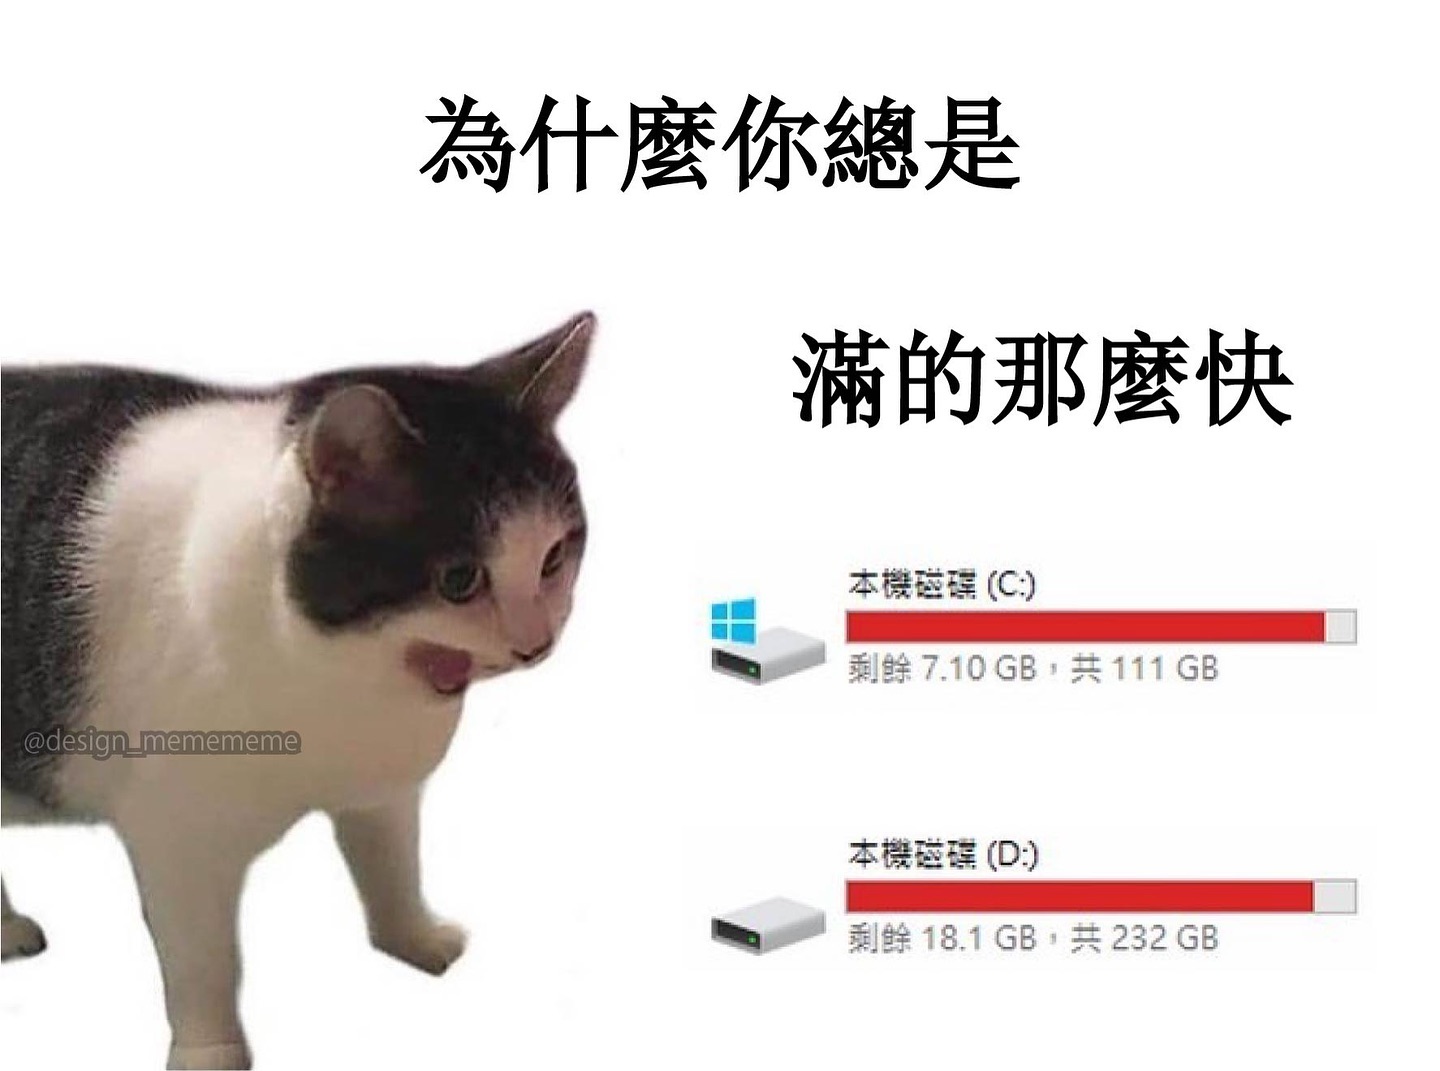 為什麼你總是
滿的那麼快
本機磁碟 (C:)
剩餘 7.10 GB，共 111 GB
@design_memememe
本機磁碟 (D:)
剩餘 18.1 GB，共 232 GB